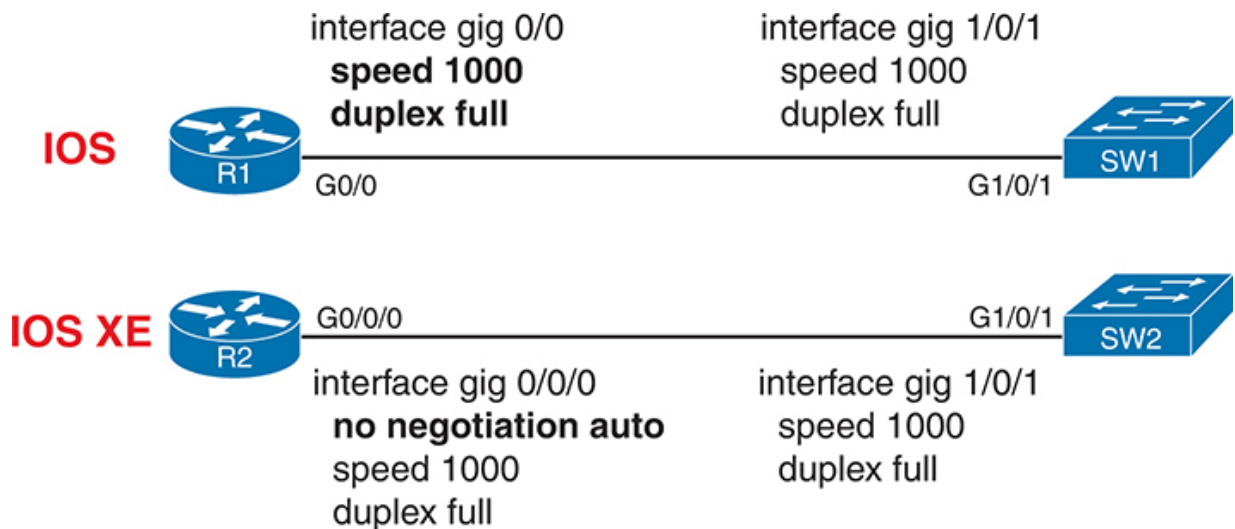 interface gig 0/0
speed 1000
duplex full
interface gig 1/0/1
speed 1000
duplex full
IOS
R1
G0/0
G1/0/1
SW1
IOS XE
R2
G0/0/0
G1/0/1
SW2
interface gig 0/0/0
no negotiation auto
speed 1000
duplex full
interface gig 1/0/1
speed 1000
duplex full